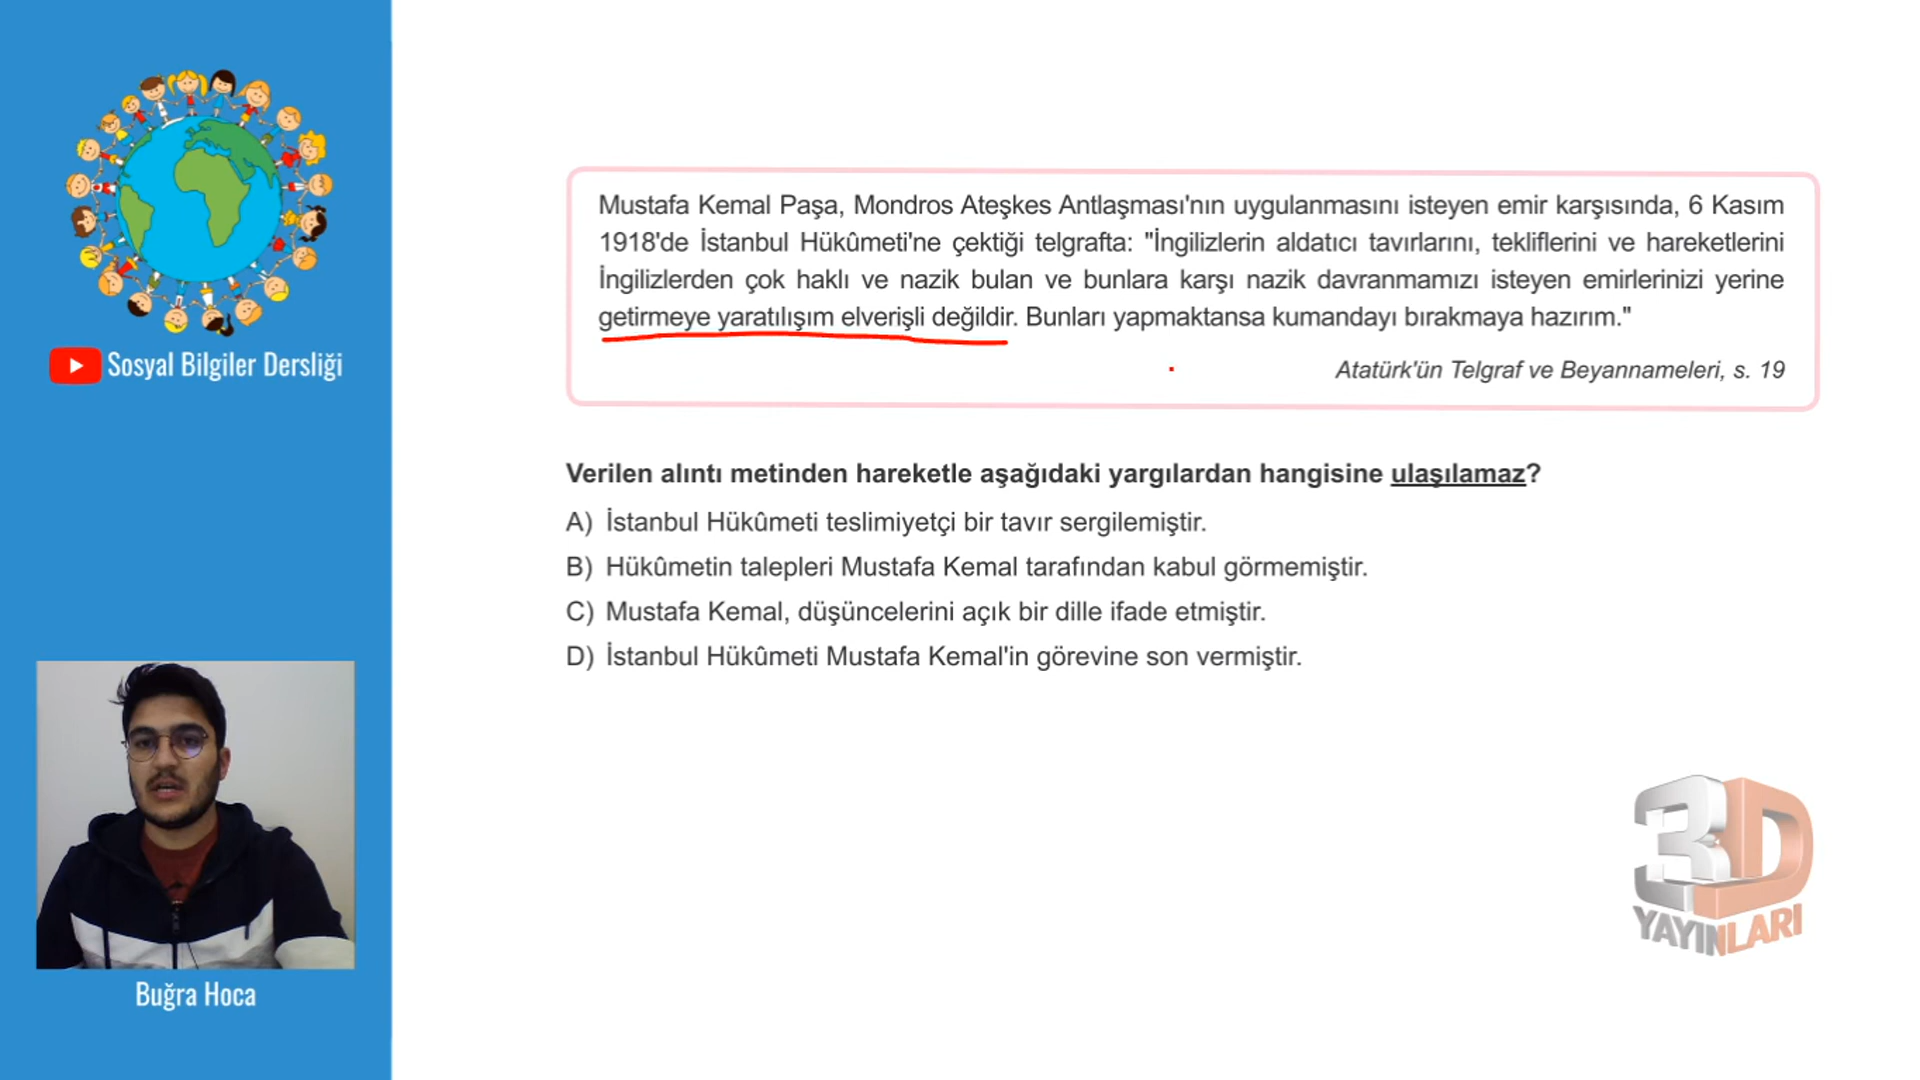 Mustafa Kemal Paşa, Mondros Ateşkes Antlaşması'nın uygulanmasını isteyen emir karşısında, 6 Kasım
1918'de İstanbul Hükûmeti'ne çektiği telgrafta: "İngilizlerin aldatıcı tavırlarını, tekliflerini ve hareketlerini
İngilizlerden çok haklı ve nazik bulan ve bunlara karşı nazik davranmamızı isteyen emirlerinizi yerine
getirmeye yaratılışım elverişli değildir. Bunları yapmaktansa kumandayı bırakmaya hazırım."
Atatürk'ün Telgraf ve Beyannameleri, s. 19
Verilen alıntı metinden hareketle aşağıdaki yargılardan hangisine ulaşılamaz?
A) İstanbul Hükûmeti teslimiyetçi bir tavır sergilemiştir.
B) Hükûmetin talepleri Mustafa Kemal tarafından kabul görmemiştir.
C) Mustafa Kemal, düşüncelerini açık bir dille ifade etmiştir.
D) İstanbul Hükûmeti Mustafa Kemal'in görevine son vermiştir.
Sosyal Bilgiler Dersliği
Buğra Hoca
3D
YAYINLARI